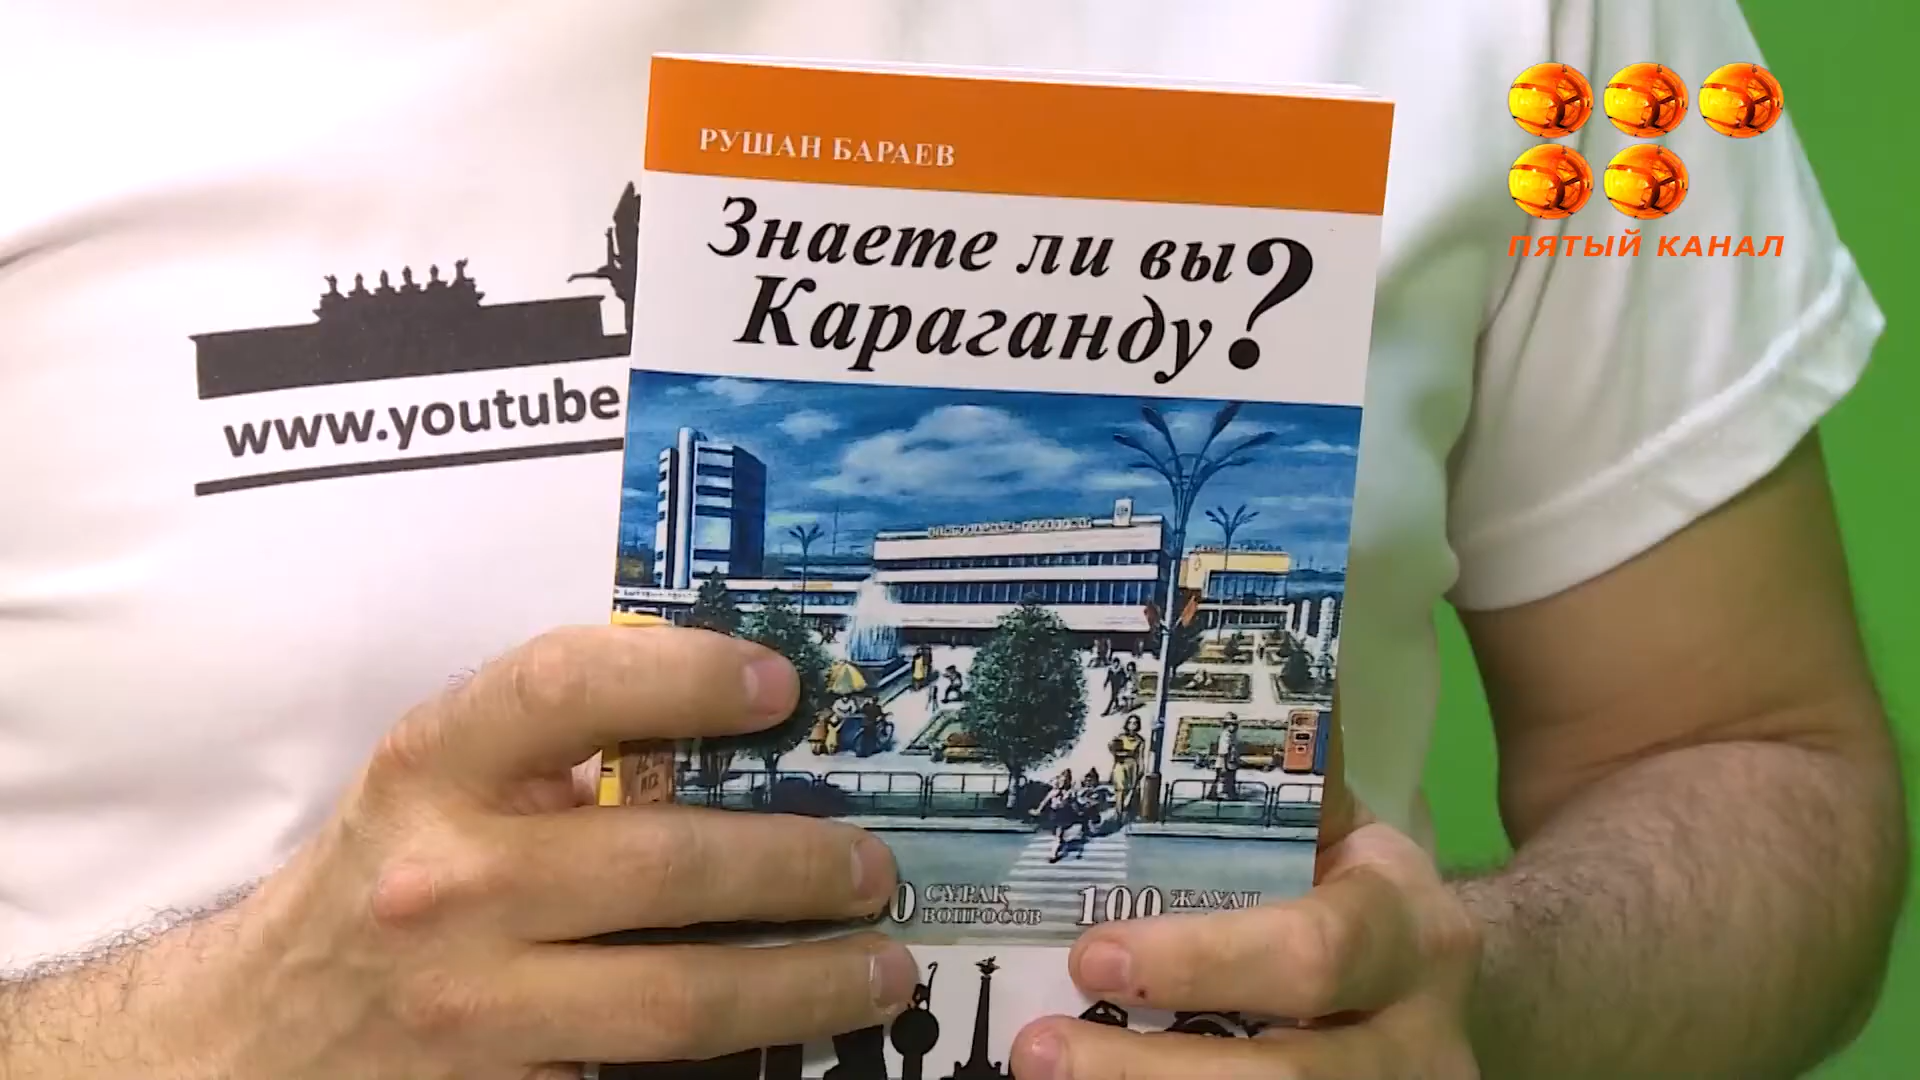 РУШАН БАРАЕВ
Знаете ли вы
Караганду?
www.youtube
СҰРАҚ
ВОПРОСОВ
100 ЖАУАП
ПЯТЫЙ КАНАЛ